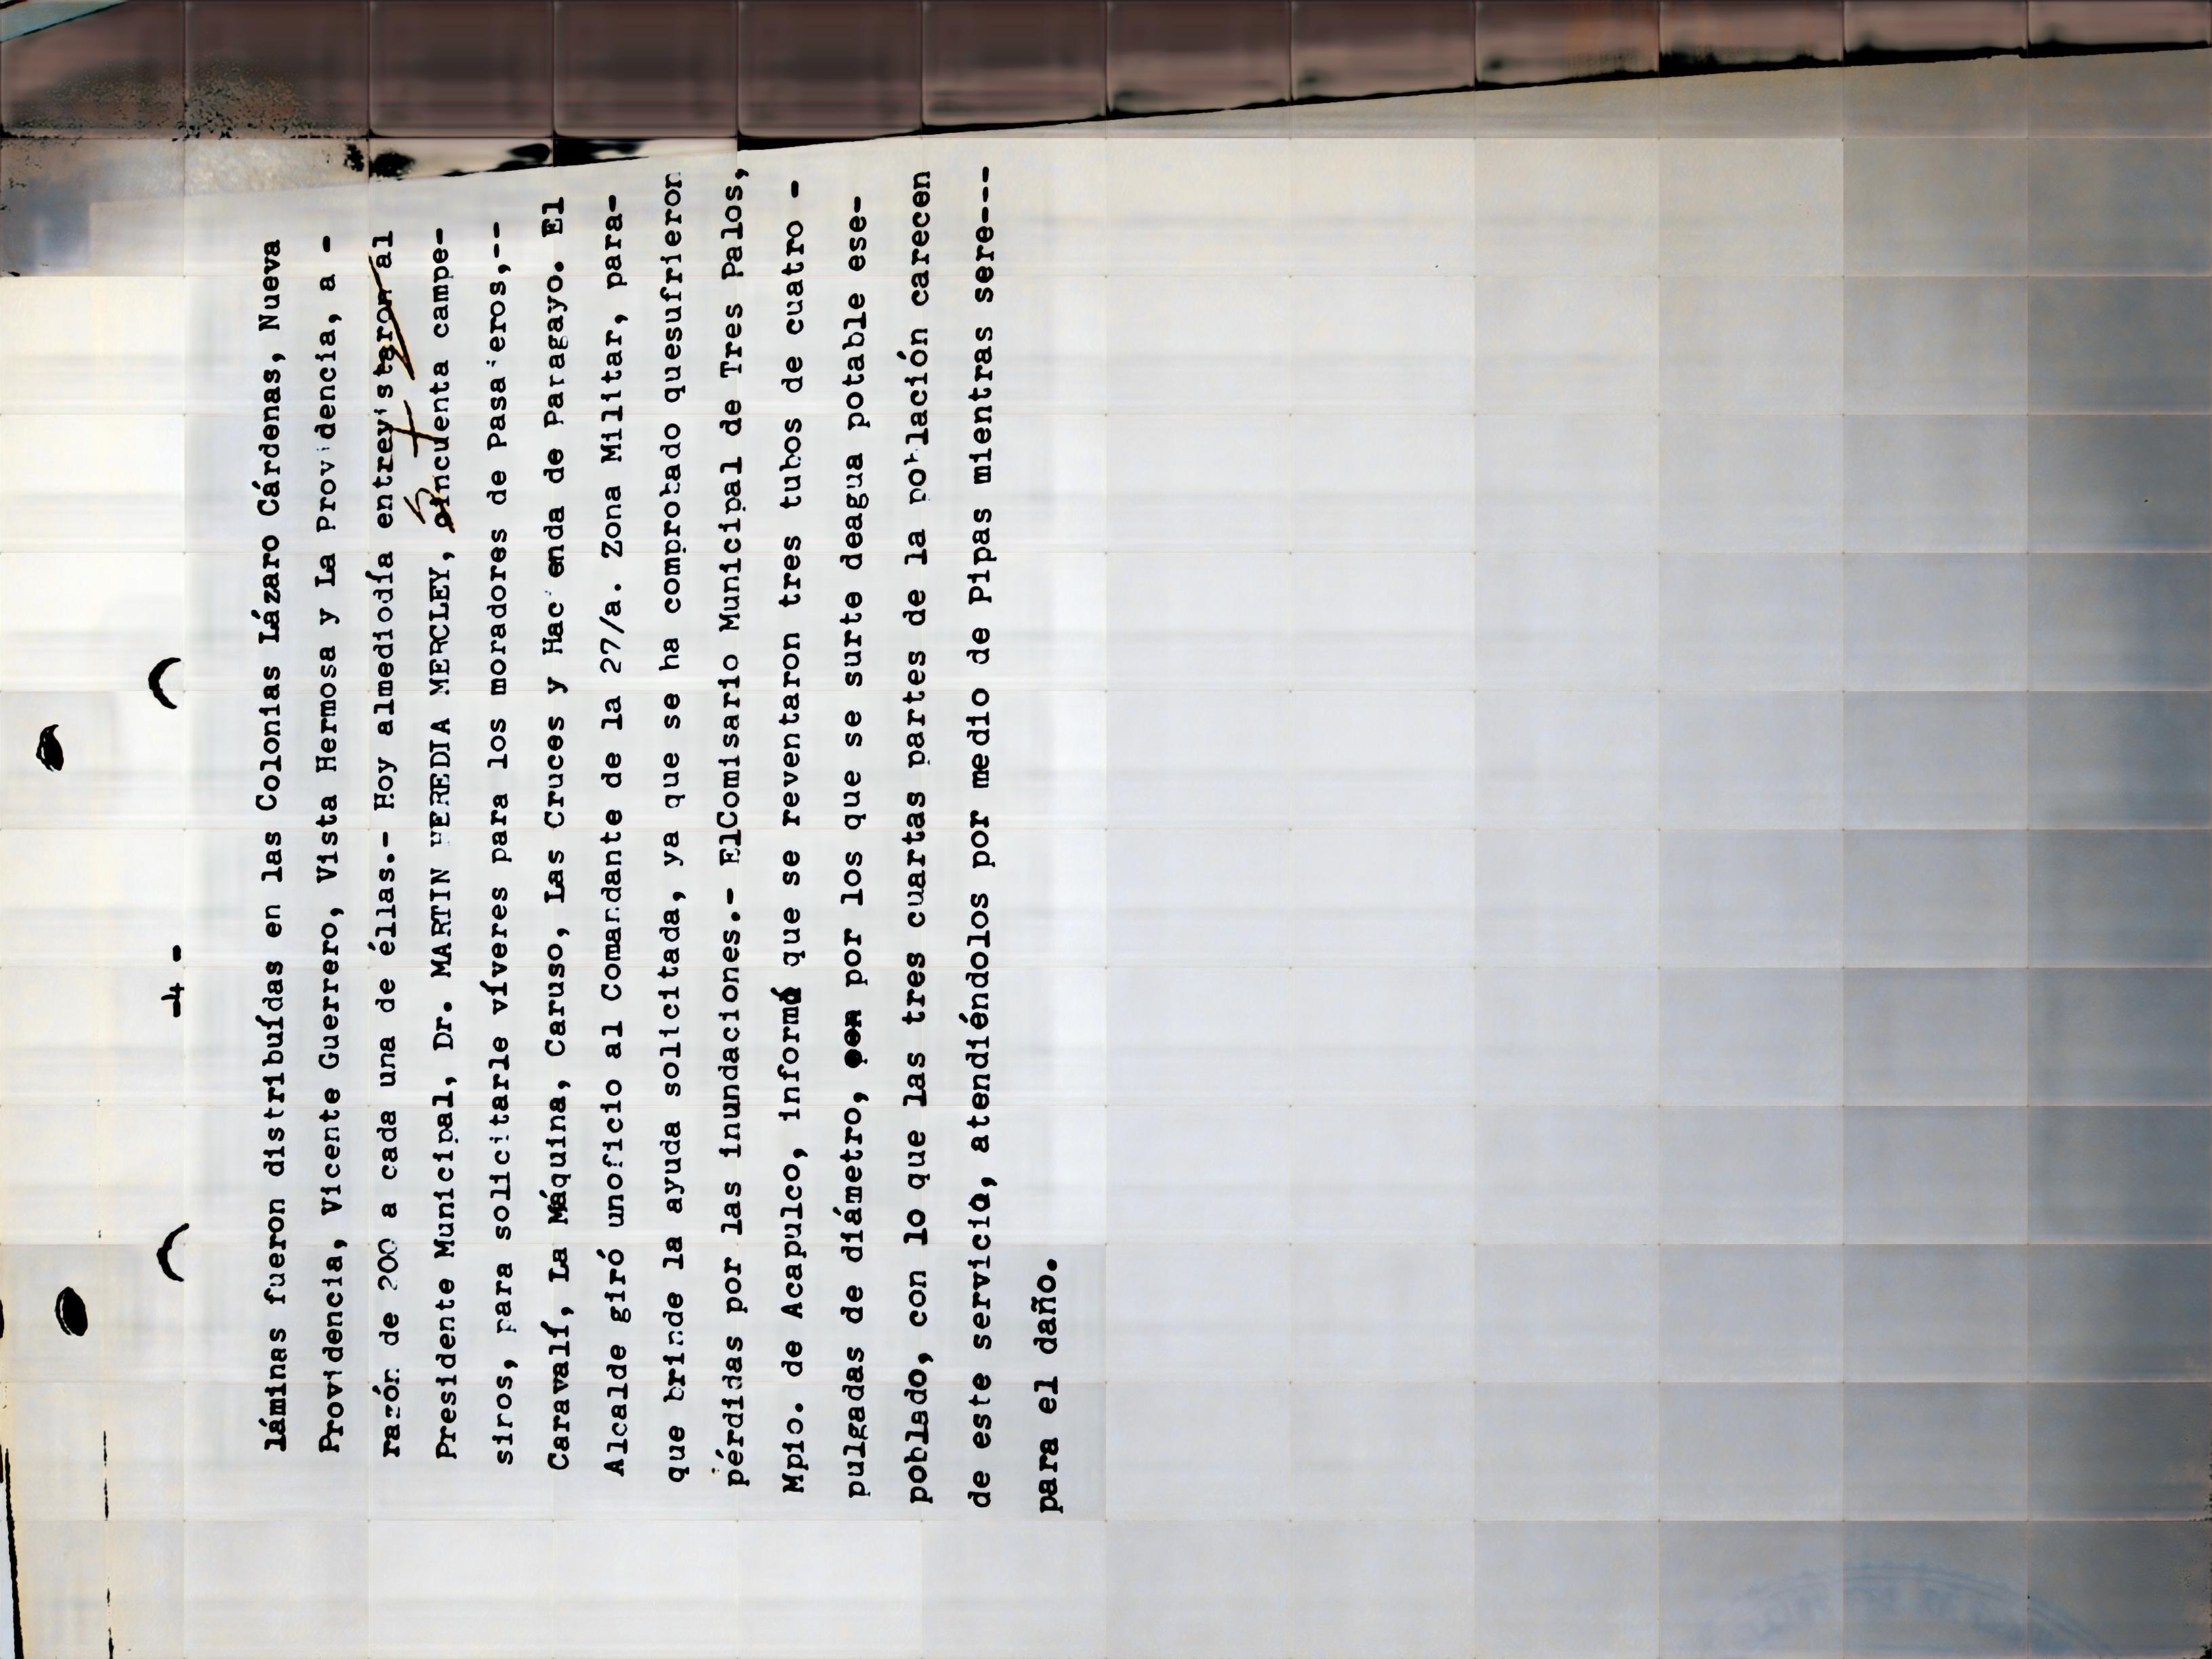 -4-
láminas fueron distribuídas en las Colonias Lázaro Cárdenas, Nueva
Providencia, Vicente Guerrero, Vista Hermosa y La Providencia, a -
razón de 200 a cada una de éllas.- Hoy almediodía entrevistaron al
Presidente Municipal, Dr. MARTIN HEREDIA MERCLEY, cincuenta campe-
siros, para solicitarle víveres para los moradores de Pasa'eros,--
Caravalí, La Máquina, Caruso, Las Cruces y Hac enda de Paragayo. El
Alcalde giró unoficio al Comandante de la 27/a. Zona Militar, para-
que brinde la ayuda solicitada, ya que se ha comprobado quesufrieron
pérdidas por las inundaciones.- ElComisario Municipal de Tres Palos,
Mpio. de Acapulco, informó que se reventaron tres tubos de cuatro -
pulgadas de diámetro, por los que se surte deagua potable ese-
poblado, con lo que las tres cuartas partes de la población carecen
de este servicio, atendiéndolos por medio de Pipas mientras sere---
para el daño.